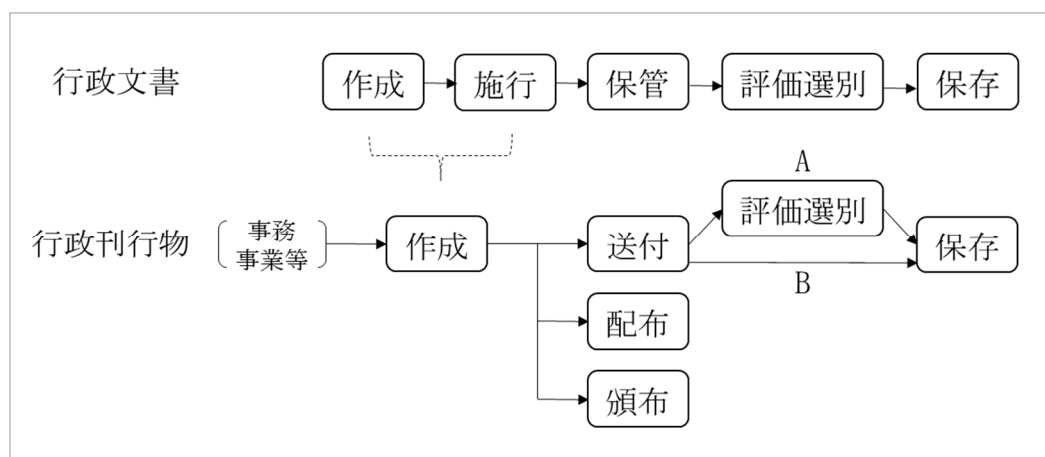 行政文書 作成 施行 保管 評価選別 保存
A
評価選別
行政刊行物 事務 事業等 作成 送付 保存
B
配布
頒布